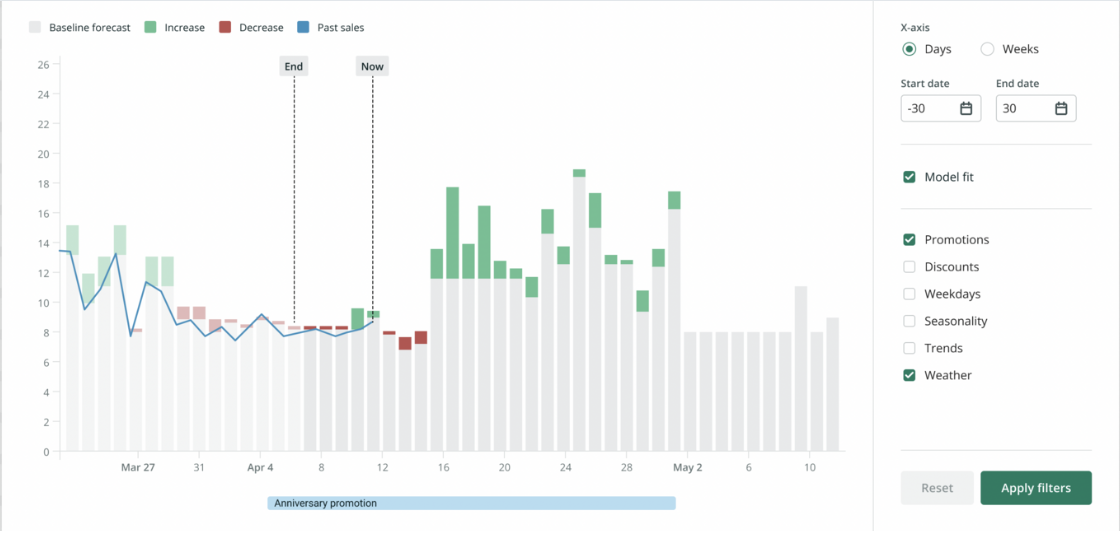 Baseline forecast Increase Decrease Past sales
End Now
26
24
22
20
18
16
14
12
10
8
6
4
2
0
Mar 27 31 Apr 4 8 12 16 20 24 28 May 2 6 10
Anniversary promotion
X-axis
Days Weeks
Start date End date
-30 30
Model fit
Promotions
Discounts
Weekdays
Seasonality
Trends
Weather
Reset Apply filters